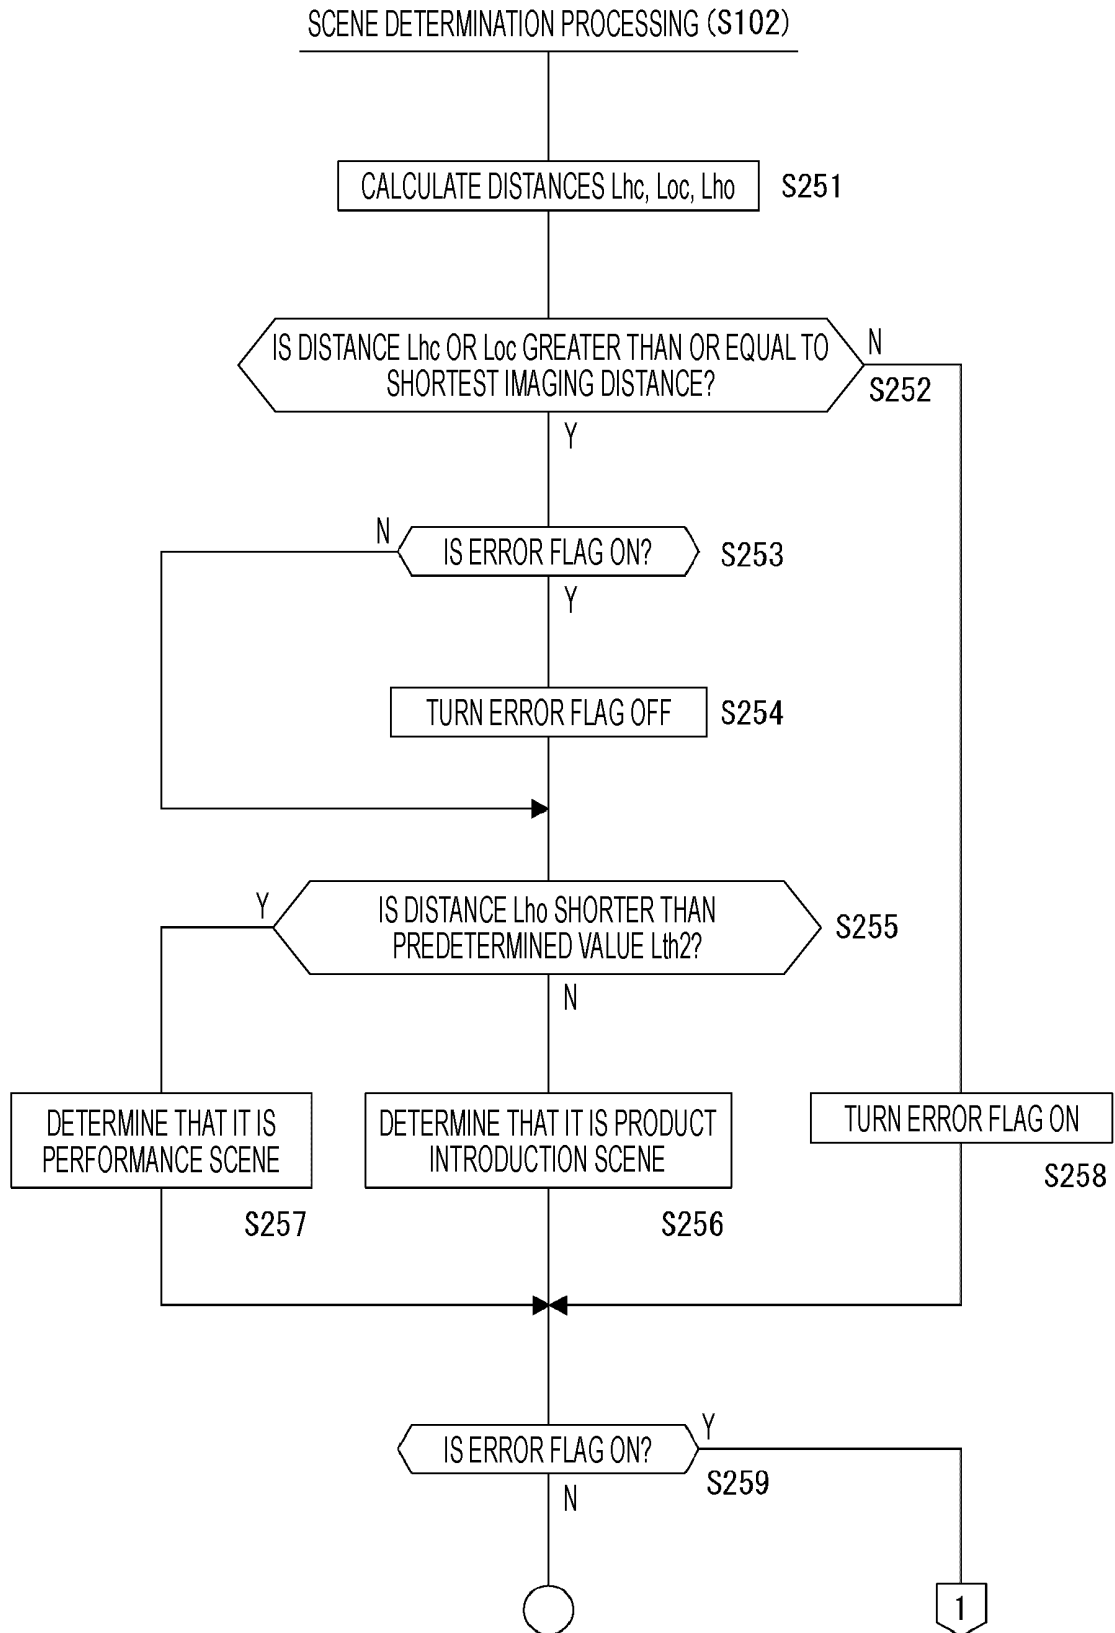 SCENE DETERMINATION PROCESSING (S102)
CALCULATE DISTANCES Lhc, Loc, Lho
S251
IS DISTANCE Lhc OR Loc GREATER THAN OR EQUAL TO
SHORTEST IMAGING DISTANCE?
N
S252
Y
N
IS ERROR FLAG ON?
S253
Y
TURN ERROR FLAG OFF
S254
Y
IS DISTANCE Lho SHORTER THAN
PREDETERMINED VALUE Lth2?
S255
N
DETERMINE THAT IT IS
PERFORMANCE SCENE
S257
DETERMINE THAT IT IS PRODUCT
INTRODUCTION SCENE
S256
TURN ERROR FLAG ON
S258
IS ERROR FLAG ON?
Y
S259
N
1